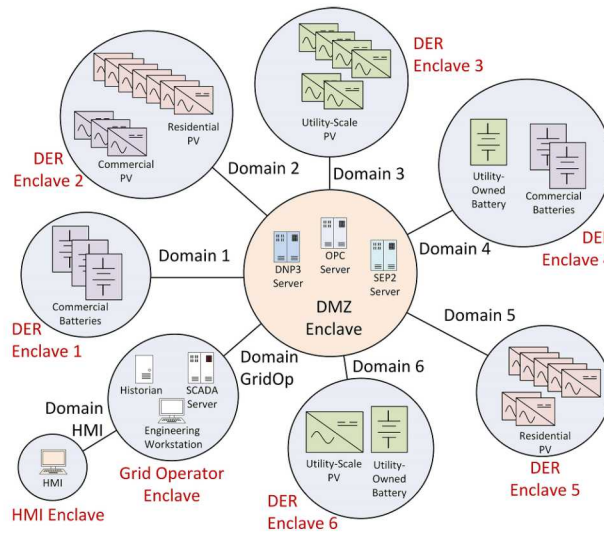 DER
Enclave 3
Utility-Scale
PV
Residential
PV
Commercial
PV
DER
Enclave 2
Domain 2
Domain 3
Utility-
Owned
Battery
Commercial
Batteries
DER
Enclave 4
Domain 4
Domain 1
DNP3
Server
OPC
Server
SEP2
Server
DMZ
Enclave
Commercial
Batteries
DER
Enclave 1
Domain 5
Domain
GridOp
Domain 6
Historian
SCADA
Server
Engineering
Workstation
Domain
HMI
HMI
HMI Enclave
Grid Operator
Enclave
Utility-Scale
PV
Utility-
Owned
Battery
DER
Enclave 6
Residential
PV
DER
Enclave 5